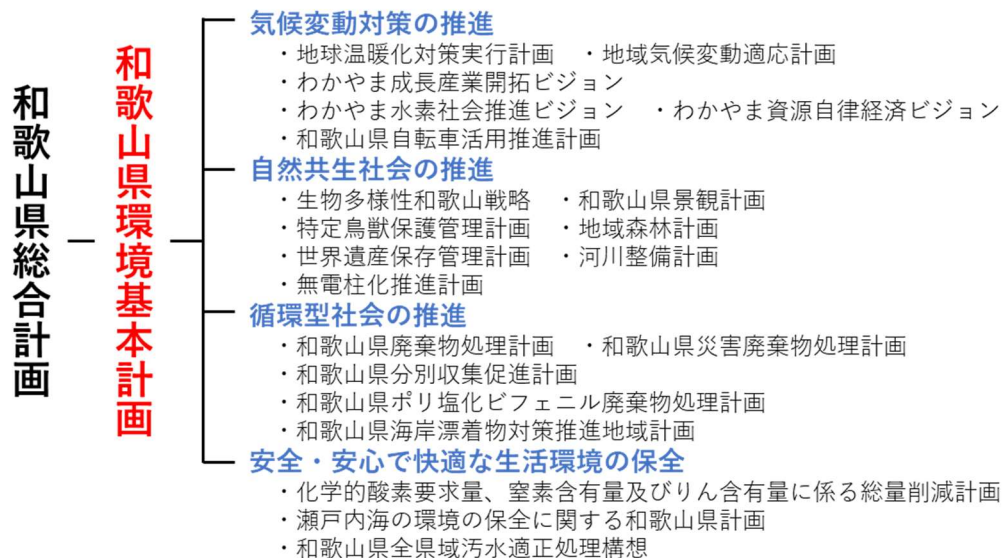 和歌山県総合計画
和歌山県環境基本計画
気候変動対策の推進
・地球温暖化対策実行計画　・地域気候変動適応計画
・わかやま成長産業開拓ビジョン
・わかやま水素社会推進ビジョン　・わかやま資源自律経済ビジョン
・和歌山県自転車活用推進計画
自然共生社会の推進
・生物多様性和歌山戦略　・和歌山県景観計画
・特定鳥獣保護管理計画　・地域森林計画
・世界遺産保存管理計画　・河川整備計画
・無電柱化推進計画
循環型社会の推進
・和歌山県廃棄物処理計画　・和歌山県災害廃棄物処理計画
・和歌山県分別収集促進計画
・和歌山県ポリ塩化ビフェニル廃棄物処理計画
・和歌山県海岸漂着物対策推進地域計画
安全・安心で快適な生活環境の保全
・化学的酸素要求量、窒素含有量及びりん含有量に係る総量削減計画
・瀬戸内海の環境の保全に関する和歌山県計画
・和歌山県全県域汚水適正処理構想